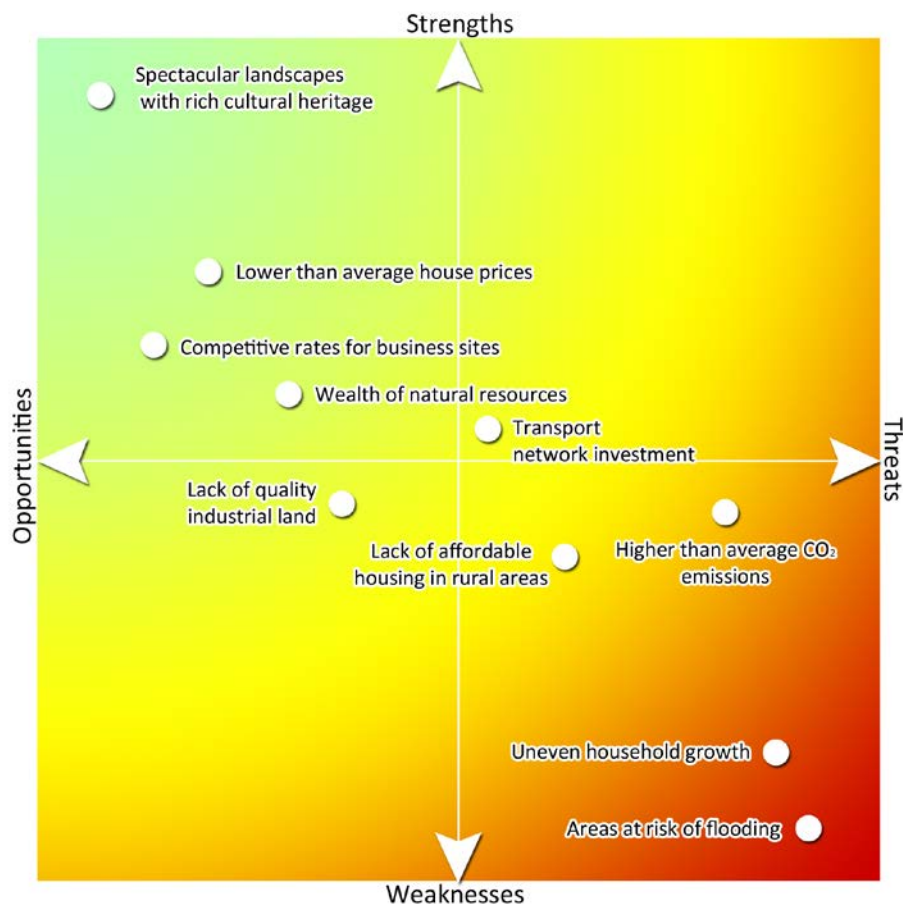 Strengths
Spectacular landscapes
with rich cultural heritage
Lower than average house prices
Competitive rates for business sites
Wealth of natural resources
Transport
network investment
Opportunities
Threats
Lack of quality
industrial land
Lack of affordable
housing in rural areas
Higher than average CO₂
emissions
Uneven household growth
Areas at risk of flooding
Weaknesses